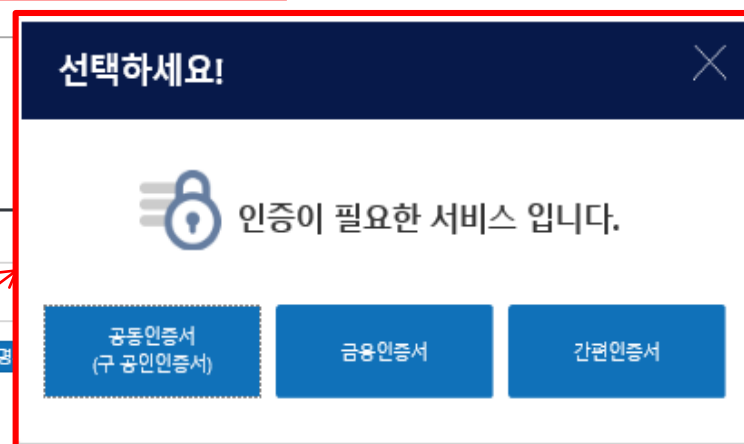 선택하세요!
인증이 필요한 서비스 입니다.
공동인증서
(구 공인인증서)
금융인증서
간편인증서
명